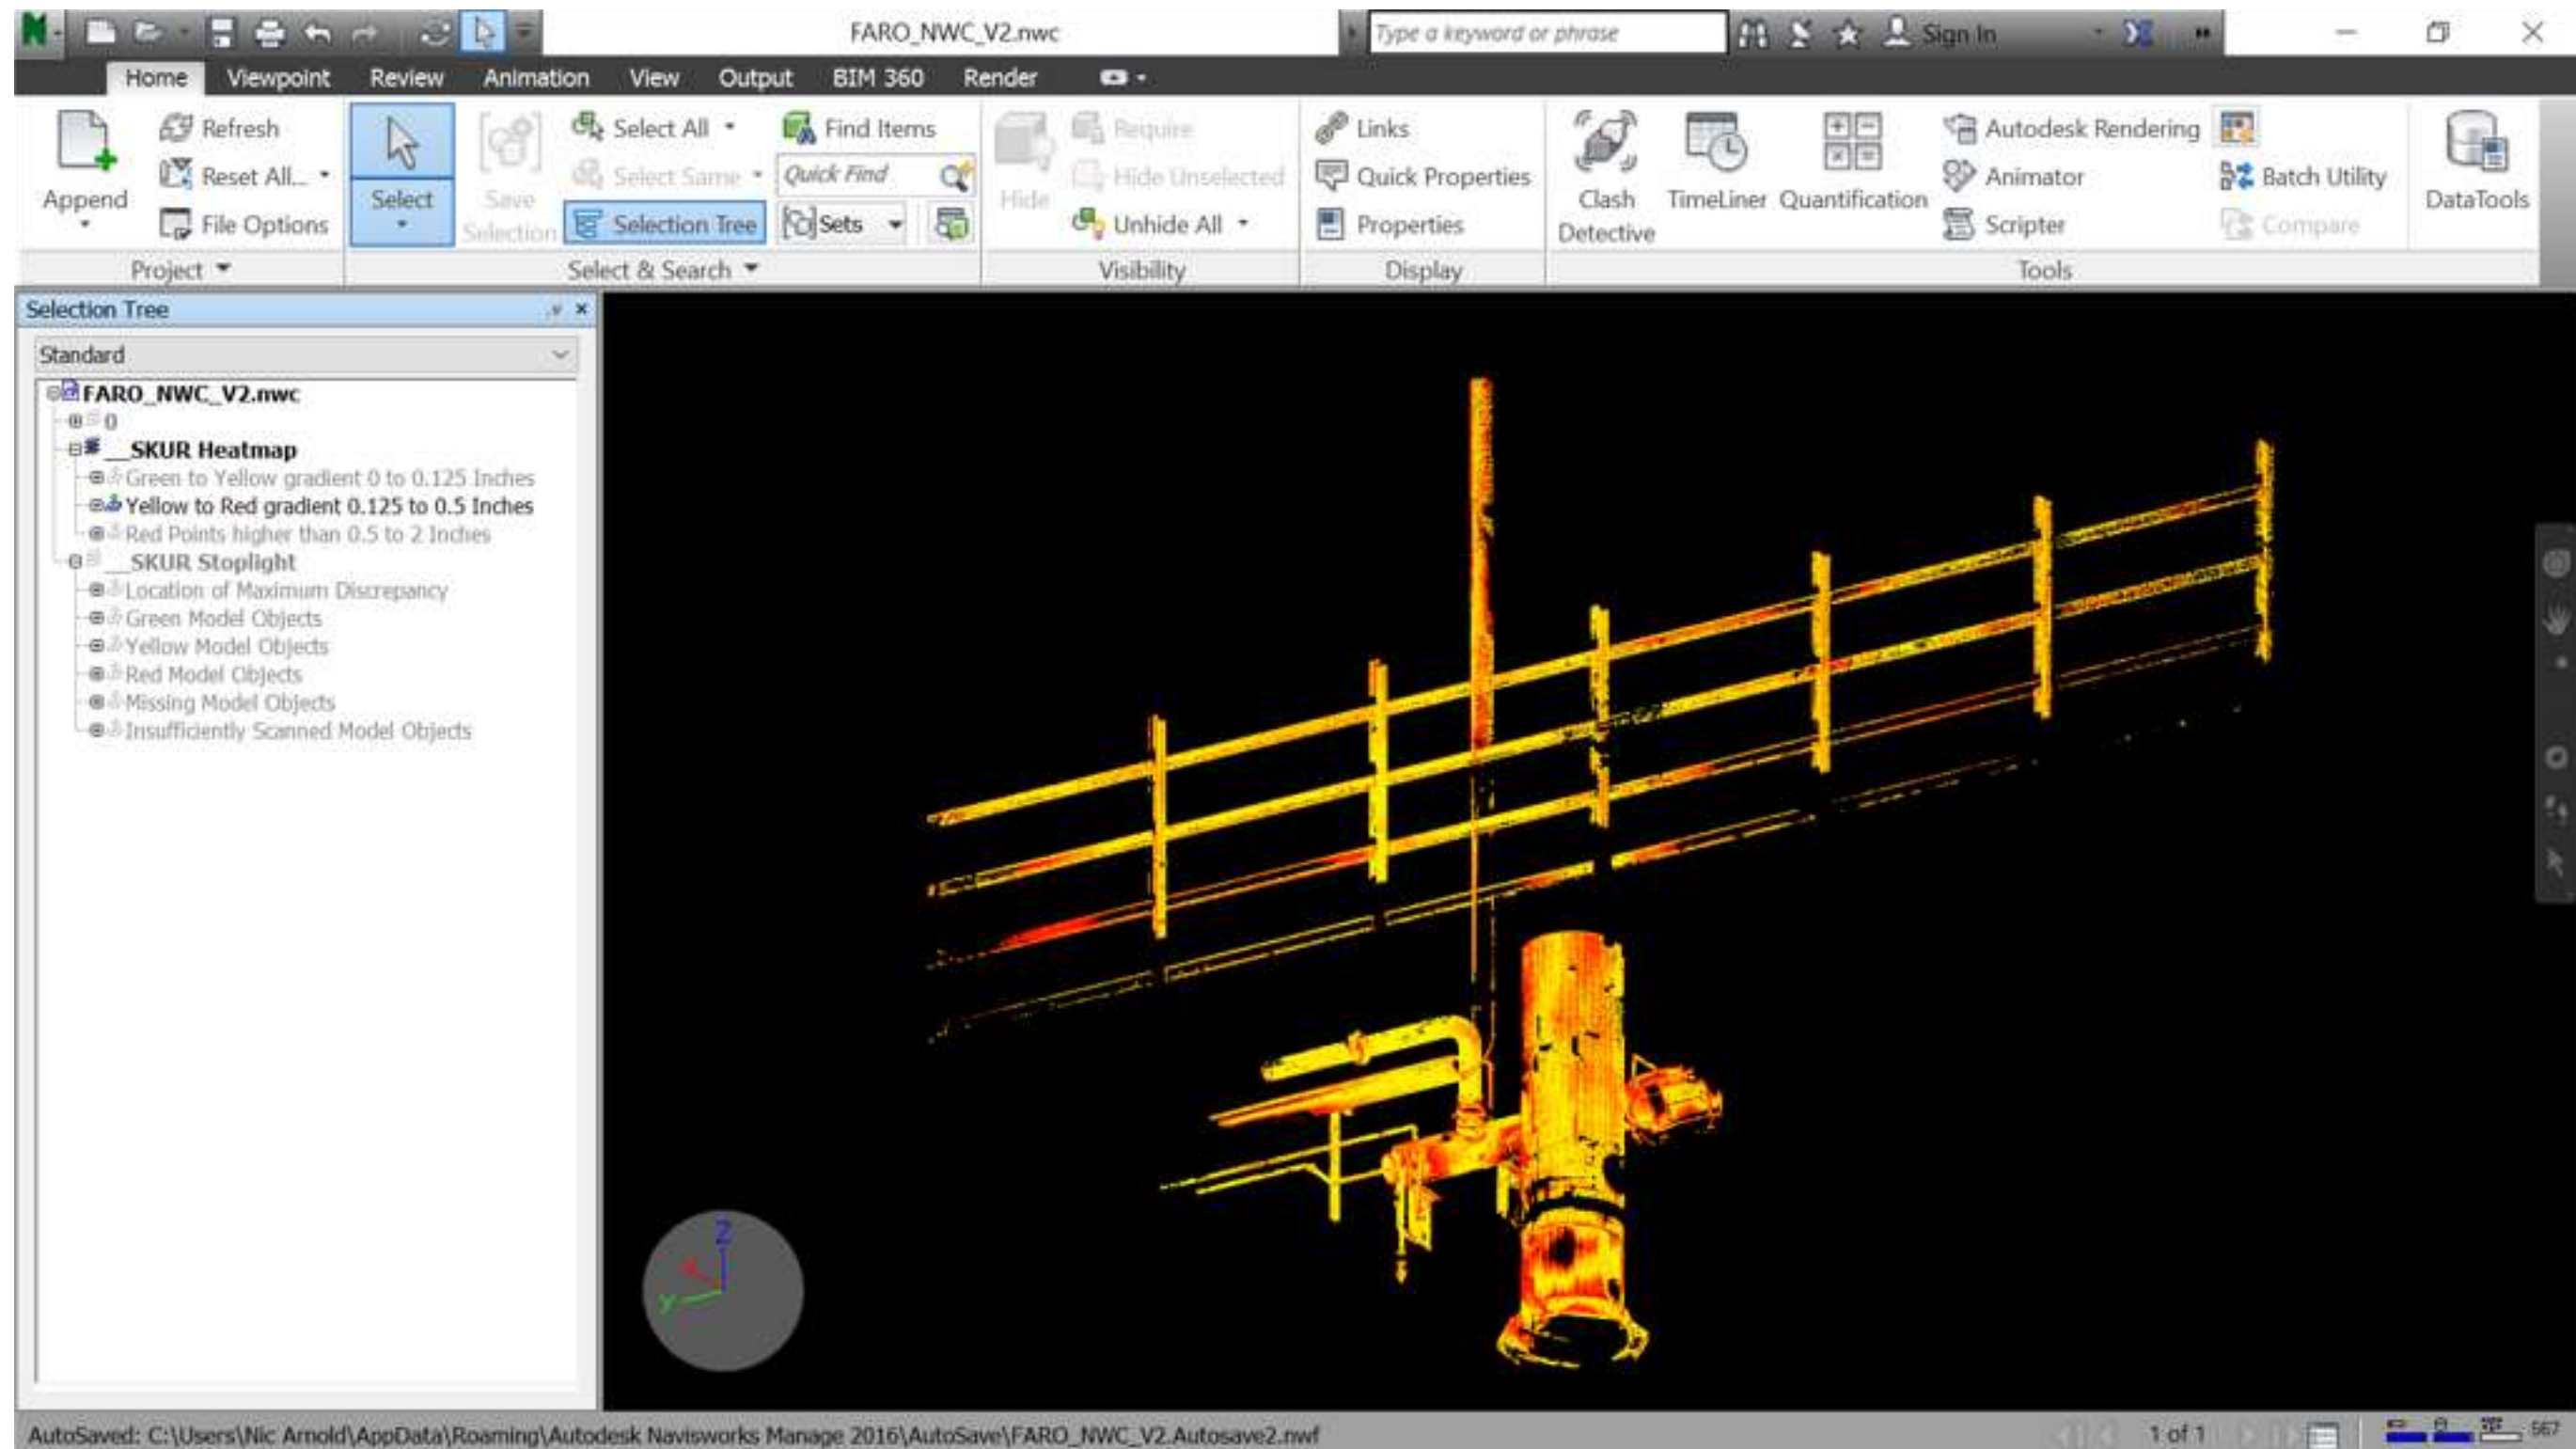 FARO_NWC_V2.nwc
Type a keyword or phrase
Sign In
Home Viewpoint Review Animation View Output BIM 360 Render
Append
Refresh
Reset All...
File Options
Project
Select
Save Selection
Select All
Select Same
Selection Tree
Find Items
Quick Find
Sets
Select & Search
Hide
Require
Hide Unselected
Unhide All
Visibility
Links
Quick Properties
Properties
Display
Clash Detective
TimeLiner
Quantification
Autodesk Rendering
Animator
Scripter
Batch Utility
Compare
Tools
DataTools
Selection Tree
Standard
FARO_NWC_V2.nwc
0
__SKUR Heatmap
Green to Yellow gradient 0 to 0.125 Inches
Yellow to Red gradient 0.125 to 0.5 Inches
Red Points higher than 0.5 to 2 Inches
__SKUR Stoplight
Location of Maximum Discrepancy
Green Model Objects
Yellow Model Objects
Red Model Objects
Missing Model Objects
Insufficiently Scanned Model Objects
Z
X
Y
AutoSaved: C:\Users\Nic Arnold\AppData\Roaming\Autodesk Navisworks Manage 2016\AutoSave\FARO_NWC_V2.Autosave2.nwf
1 of 1
567